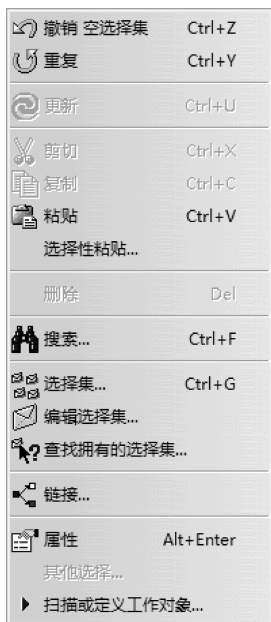 撤销 空选择集 Ctrl+Z
重复 Ctrl+Y
更新 Ctrl+U
剪切 Ctrl+X
复制 Ctrl+C
粘贴 Ctrl+V
选择性粘贴...
删除 Del
搜素... Ctrl+F
选择集... Ctrl+G
编辑选择集...
查找拥有的选择集...
链接...
属性 Alt+Enter
其他选择...
扫描或定义工作对象...